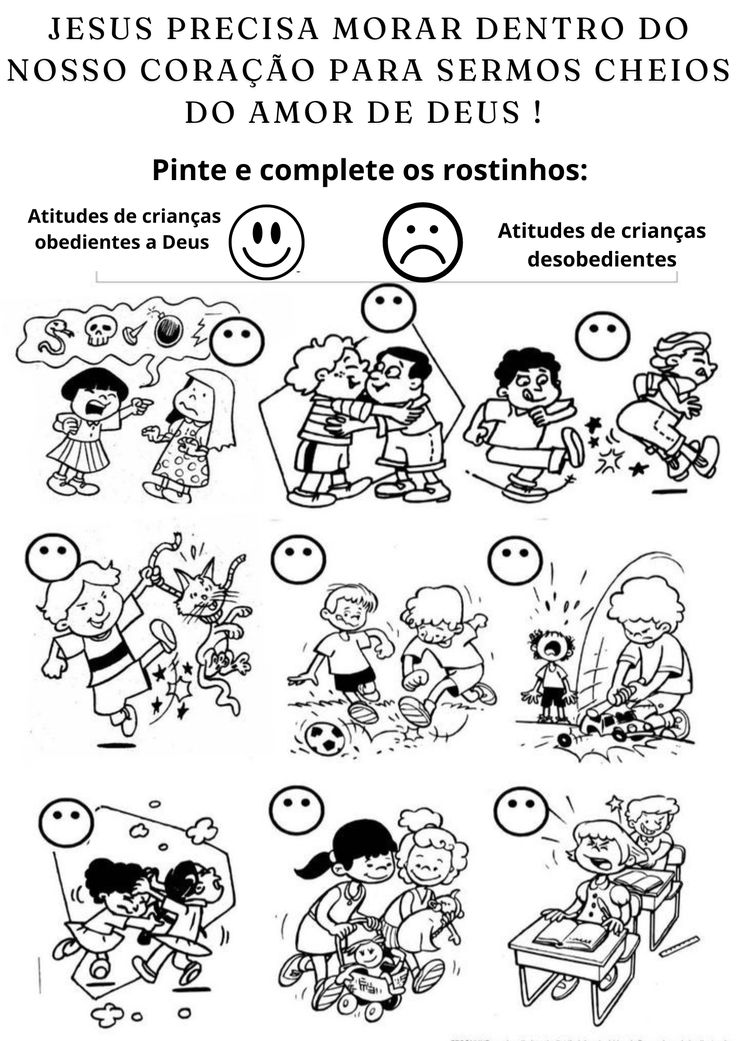 JESUS PRECISA MORAR DENTRO DO
NOSSO CORAÇÃO PARA SERMOS CHEIOS
DO AMOR DE DEUS !
Pinte e complete os rostinhos:
Atitudes de crianças
obedientes a Deus
Atitudes de crianças
desobedientes